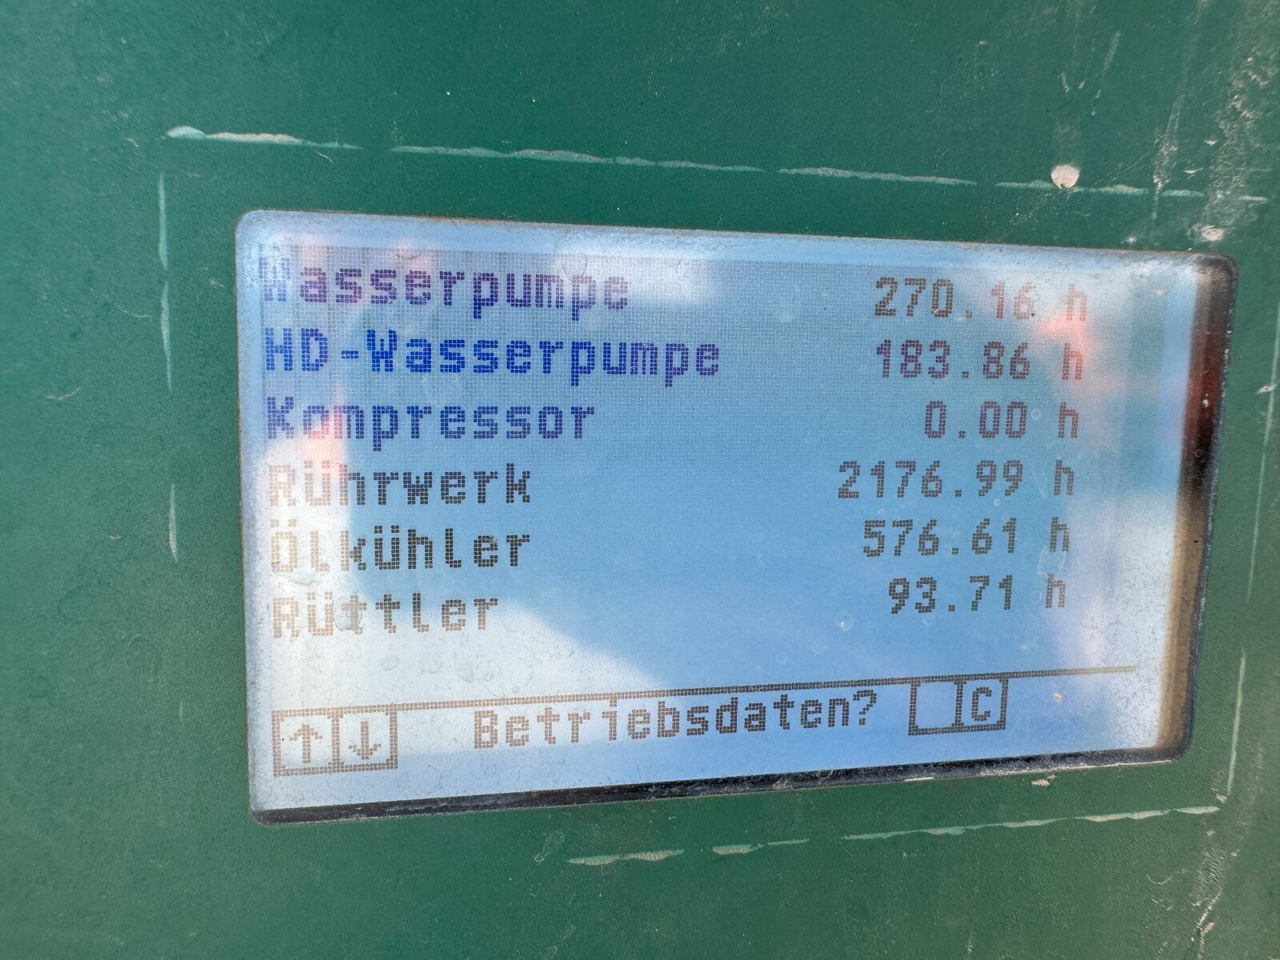 Wasserpumpe 270.16 h
HD-Wasserpumpe 183.86 h
Kompressor 0.00 h
Rührwerk 2176.99 h
Ölkühler 576.61 h
Rüttler 93.71 h
↑ ↓ Betriebsdaten? C